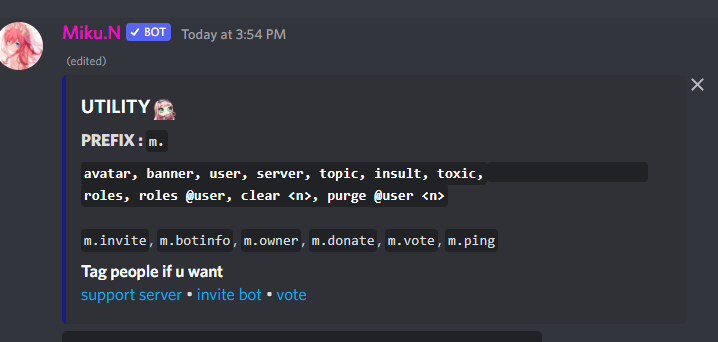 Miku.N ✓ BOT Today at 3:54 PM
(edited)
UTILITY
PREFIX : m.
avatar, banner, user, server, topic, insult, toxic,
roles, roles @user, clear <n>, purge @user <n>
m.invite, m.botinfo, m.owner, m.donate, m.vote, m.ping
Tag people if u want
support server • invite bot • vote